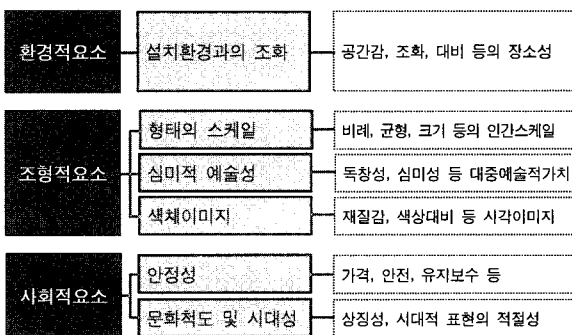 환경적요소
설치환경과의 조화
공간감, 조화, 대비 등의 장소성
조형적요소
형태의 스케일
비례, 균형, 크기 등의 인간스케일
심미적 예술성
독창성, 심미성 등 대중예술적가치
색채이미지
재질감, 색상대비 등 시각이미지
사회적요소
안정성
가격, 안전, 유지보수 등
문화척도 및 시대성
상징성, 시대적 표현의 적절성